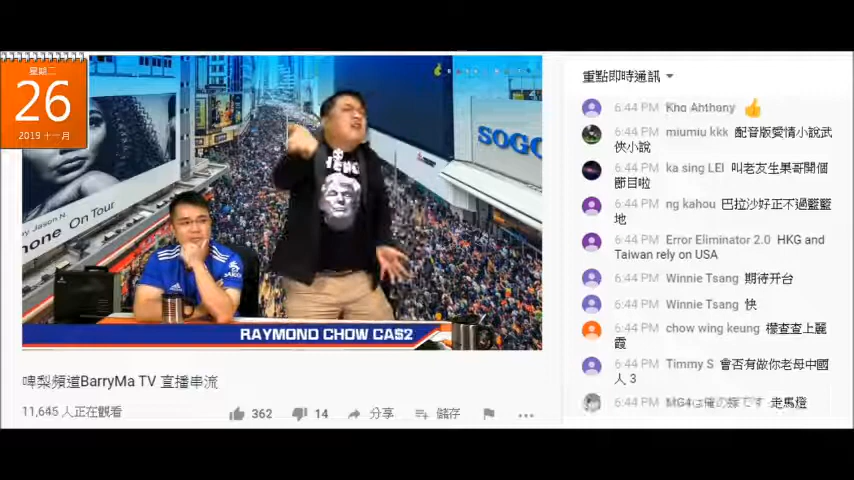 星期二
26
2019 十一月
Jason N.
hone On Tour
SOGO
RAYMOND CHOW CA$2
啤梨頻道BarryMa TV 直播串流
11,645 人正在觀看
362
14
分享
儲存
重點即時通訊
6:44 PM Kho Ahthony
6:44 PM miumiu kkk 配音版愛情小說武
俠小說
6:44 PM ka sing LEI 叫老友生果哥開個
節目啦
6:44 PM ng kahou 巴拉沙好正不過籃籃
地
6:44 PM Error Eliminator 2.0 HKG and
Taiwan rely on USA
6:44 PM Winnie Tsang 期待开台
6:44 PM Winnie Tsang 快
6:44 PM chow wing keung 檬查查上麗
霞
6:44 PM Timmy S 會否有做你老母中國
人 3
6:44 PM MG4は俺の嫁です 走馬燈